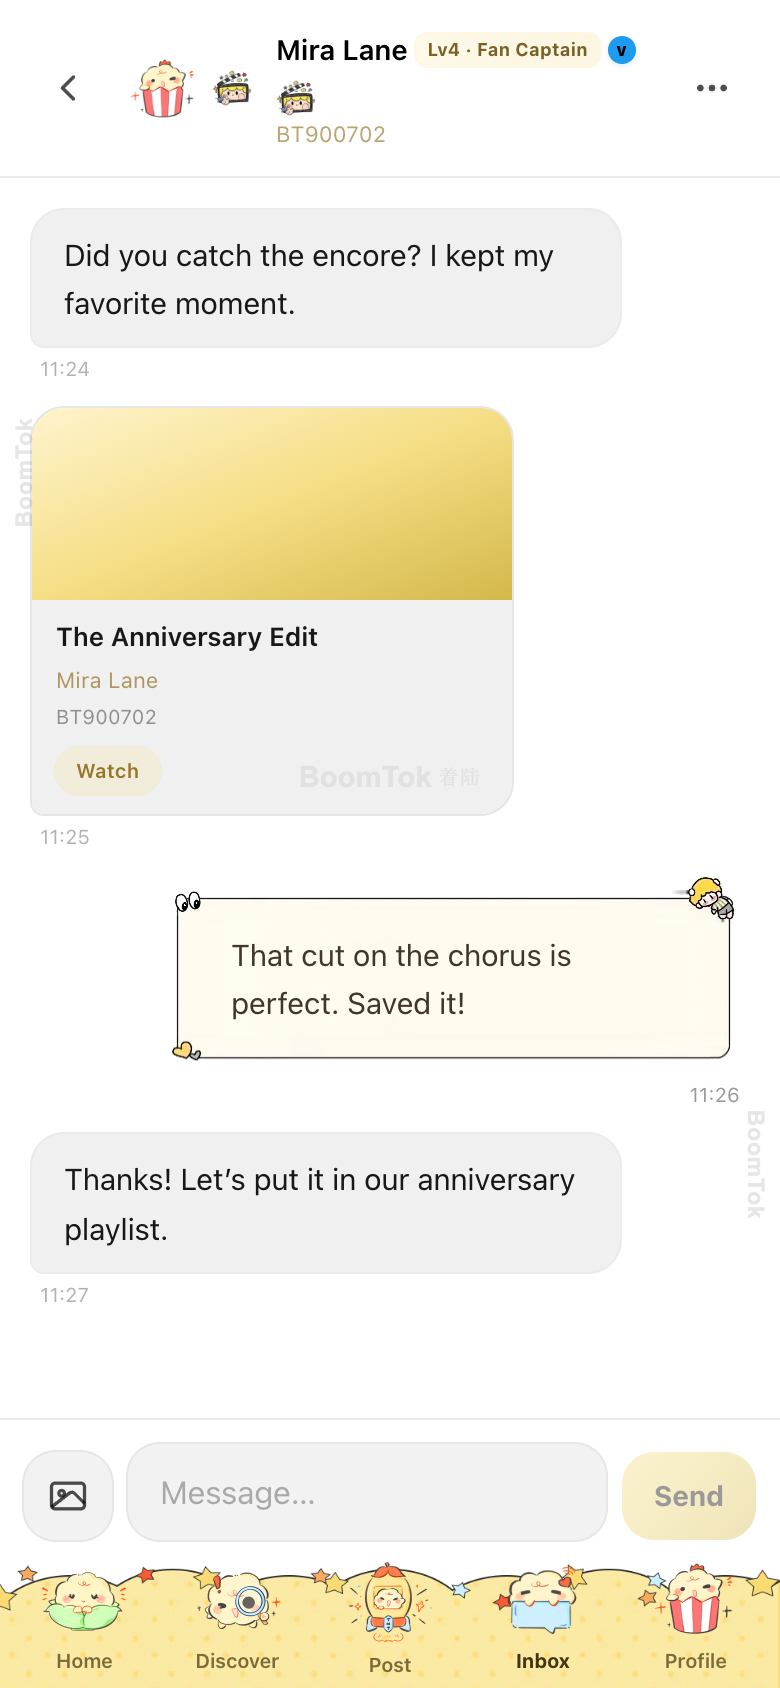 Mira Lane Lv4 · Fan Captain v
BT900702
Did you catch the encore? I kept my
favorite moment.
11:24
BoomTok
The Anniversary Edit
Mira Lane
BT900702
Watch
BoomTok 着陆
11:25
That cut on the chorus is
perfect. Saved it!
11:26
BoomTok
Thanks! Let’s put it in our anniversary
playlist.
11:27
Message...
Send
Home
Discover
Post
Inbox
Profile